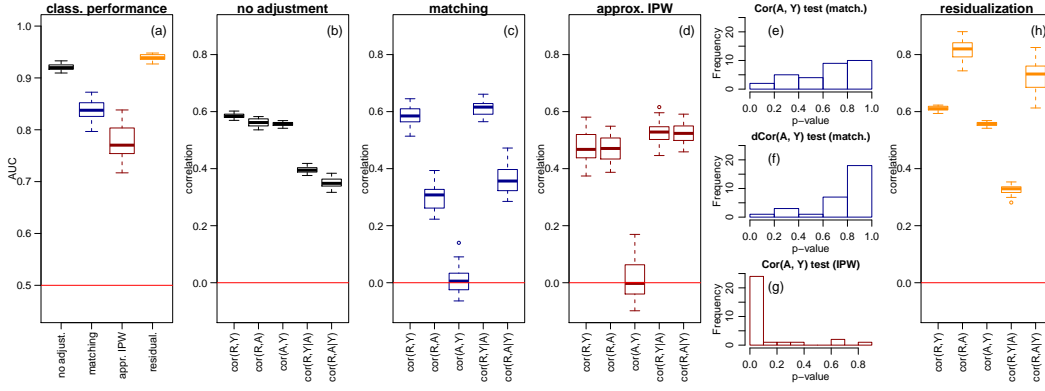 class. performance
(a)
AUC
1.0
0.9
0.8
0.7
0.6
0.5
no adjust.
matching
appr. IPW
residual.
no adjustment
(b)
correlation
0.8
0.6
0.4
0.2
0.0
cor(R,Y)
cor(R,A)
cor(A,Y)
cor(R,Y|A)
cor(R,A|Y)
matching
(c)
correlation
0.8
0.6
0.4
0.2
0.0
cor(R,Y)
cor(R,A)
cor(A,Y)
cor(R,Y|A)
cor(R,A|Y)
approx. IPW
(d)
correlation
0.8
0.6
0.4
0.2
0.0
cor(R,Y)
cor(R,A)
cor(A,Y)
cor(R,Y|A)
cor(R,A|Y)
Cor(A, Y) test (match.)
(e)
Frequency
0 10 20
0.0 0.2 0.4 0.6 0.8 1.0
p−value
dCor(A, Y) test (match.)
(f)
Frequency
0 10 20
0.0 0.2 0.4 0.6 0.8 1.0
p−value
Cor(A, Y) test (IPW)
(g)
Frequency
0 10 20
0.0 0.2 0.4 0.6 0.8
p−value
residualization
(h)
correlation
0.8
0.6
0.4
0.2
0.0
cor(R,Y)
cor(R,A)
cor(A,Y)
cor(R,Y|A)
cor(R,A|Y)